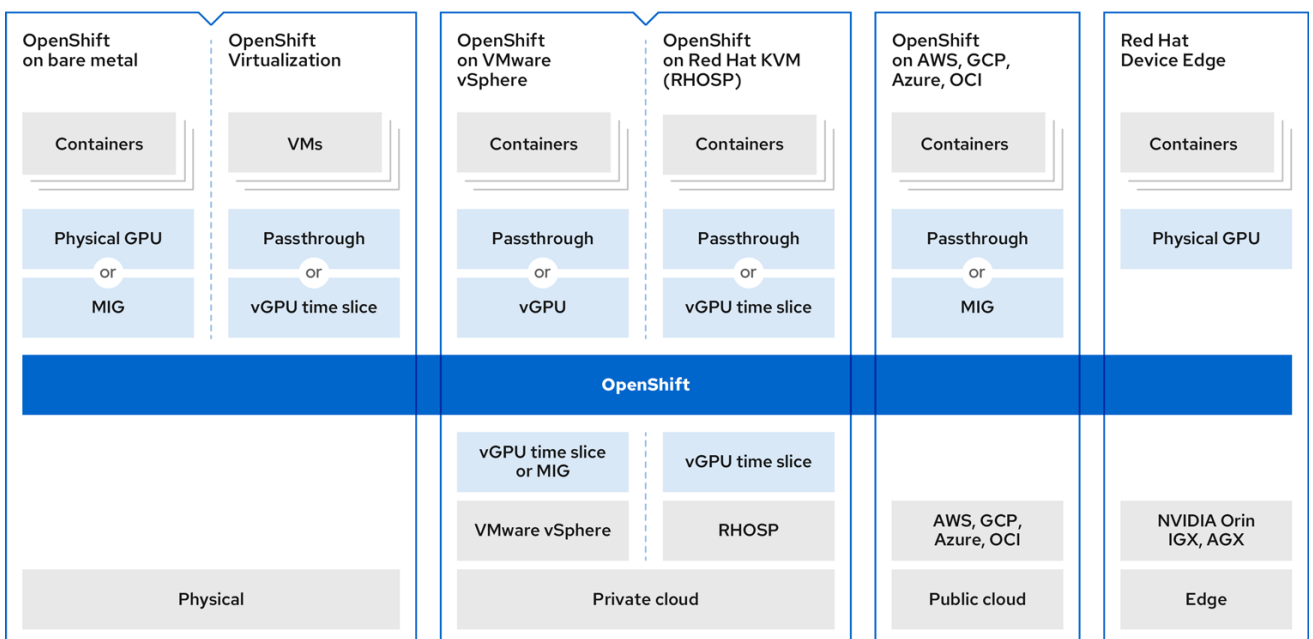 OpenShift
on bare metal
OpenShift
Virtualization
OpenShift
on VMware
vSphere
OpenShift
on Red Hat KVM
(RHOSP)
OpenShift
on AWS, GCP,
Azure, OCI
Red Hat
Device Edge
Containers
VMs
Containers
Containers
Containers
Containers
Physical GPU
Passthrough
Passthrough
Passthrough
Passthrough
Physical GPU
or
or
or
or
or
MIG
vGPU time slice
vGPU
vGPU time slice
MIG
OpenShift
vGPU time slice
or MIG
vGPU time slice
VMware vSphere
RHOSP
AWS, GCP,
Azure, OCI
NVIDIA Orin
IGX, AGX
Physical
Private cloud
Public cloud
Edge